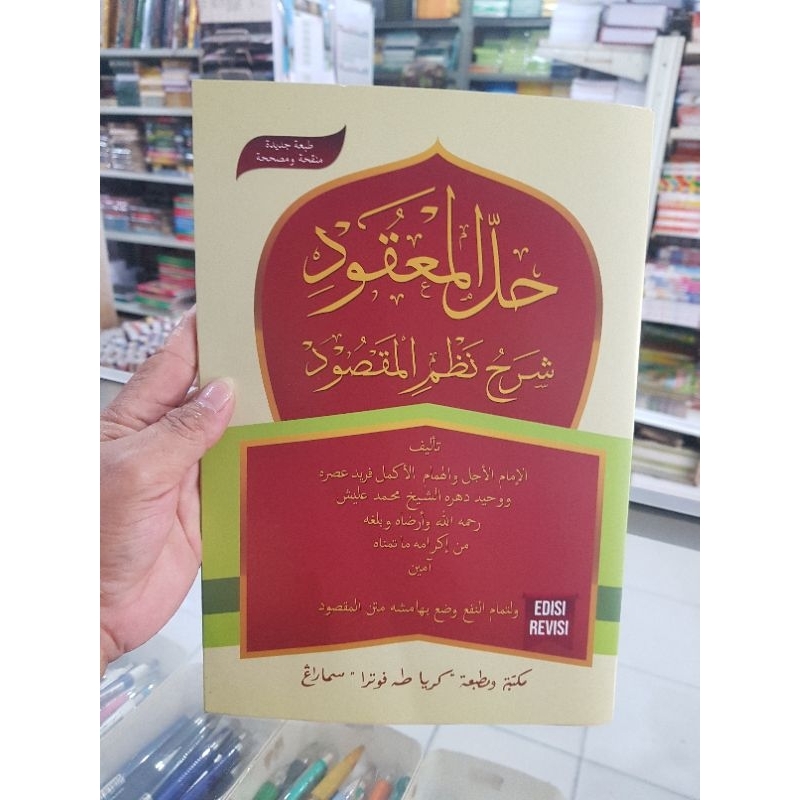 طبعة جديدة
منقحة ومصححة
حلّ المعقودِ
شرحُ نظمِ المقصودْ
تأليف
الإمام الأجل والهمام الأكمل فريد عصره
ووحيد دهره الشيخ محمد عليش
رحمه الله وأرضاه وبلغه
من إكرامه ما تمناه
آمين
ولتمام النفع وضع بهامشه متن المقصود
EDISI
REVISI
مكتبة ومطبعة "كريا طه فوترا" سماراڠ